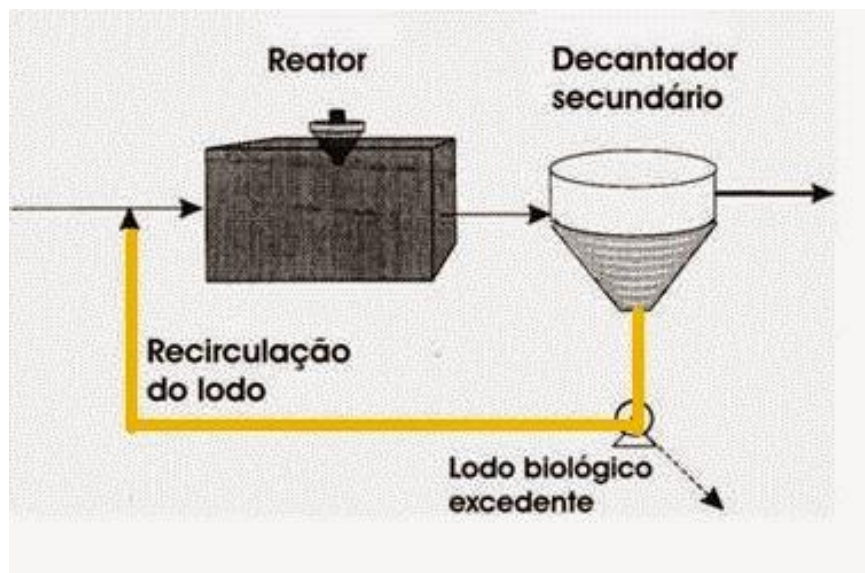 Reator
Decantador
secundário
Recirculação
do lodo
Lodo biológico
excedente